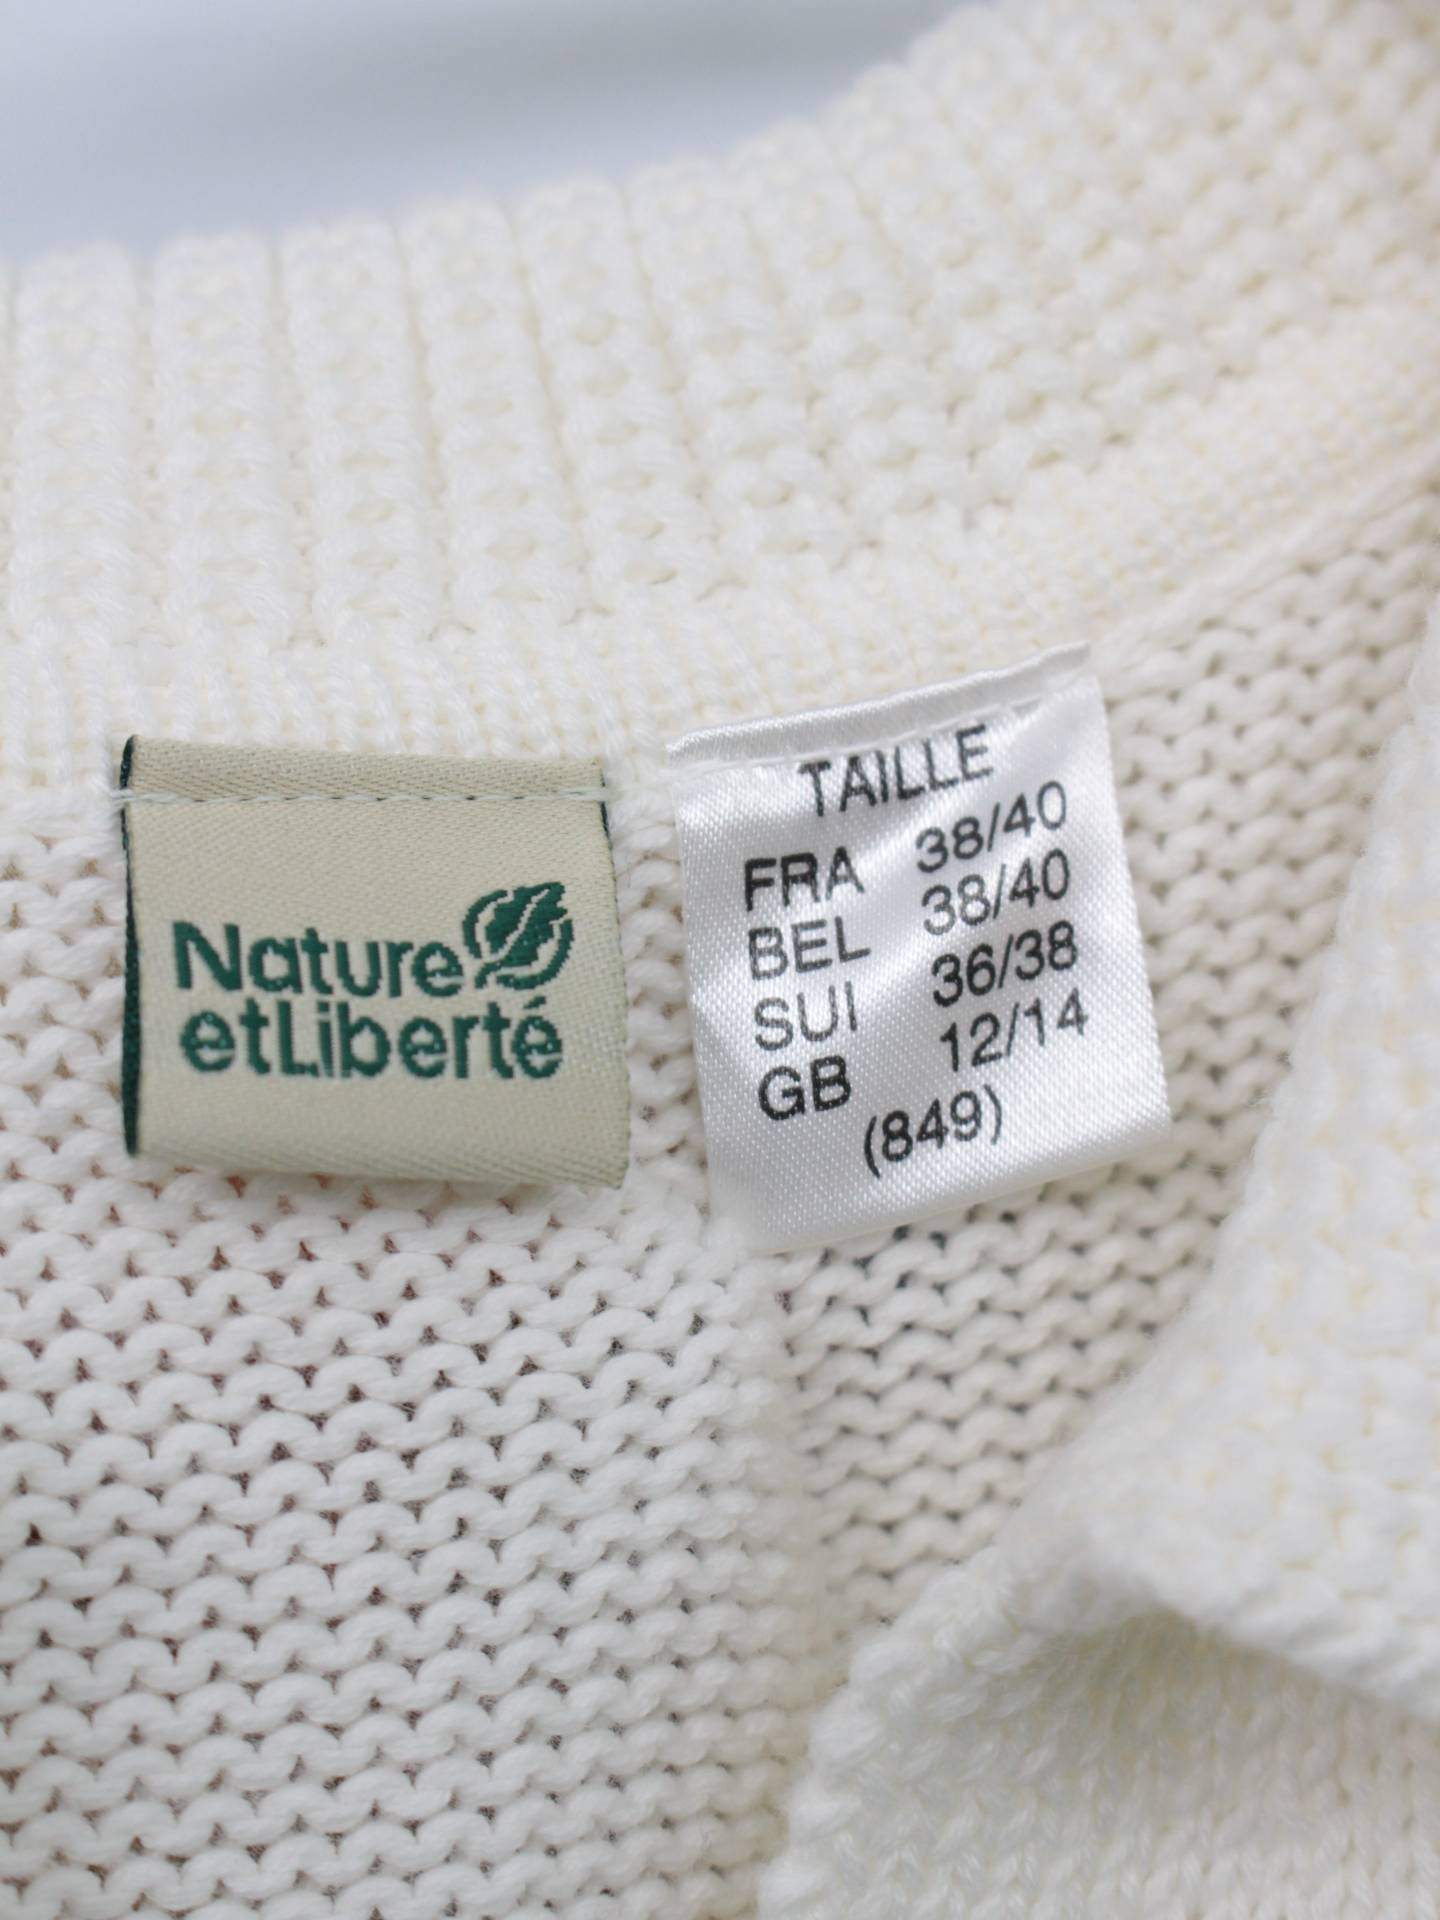 Nature
etLiberté
TAILLE
FRA 38/40
BEL 38/40
SUI 36/38
GB 12/14
(849)